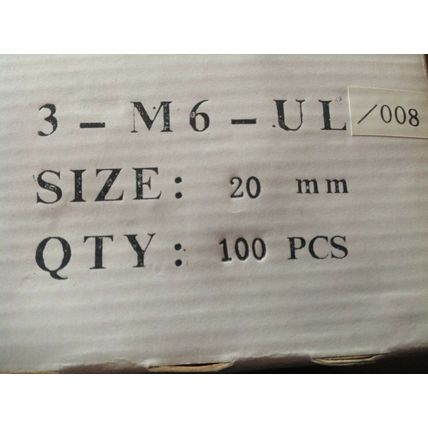 3 - M6 - UL /008
SIZE: 20 mm
QTY: 100 PCS